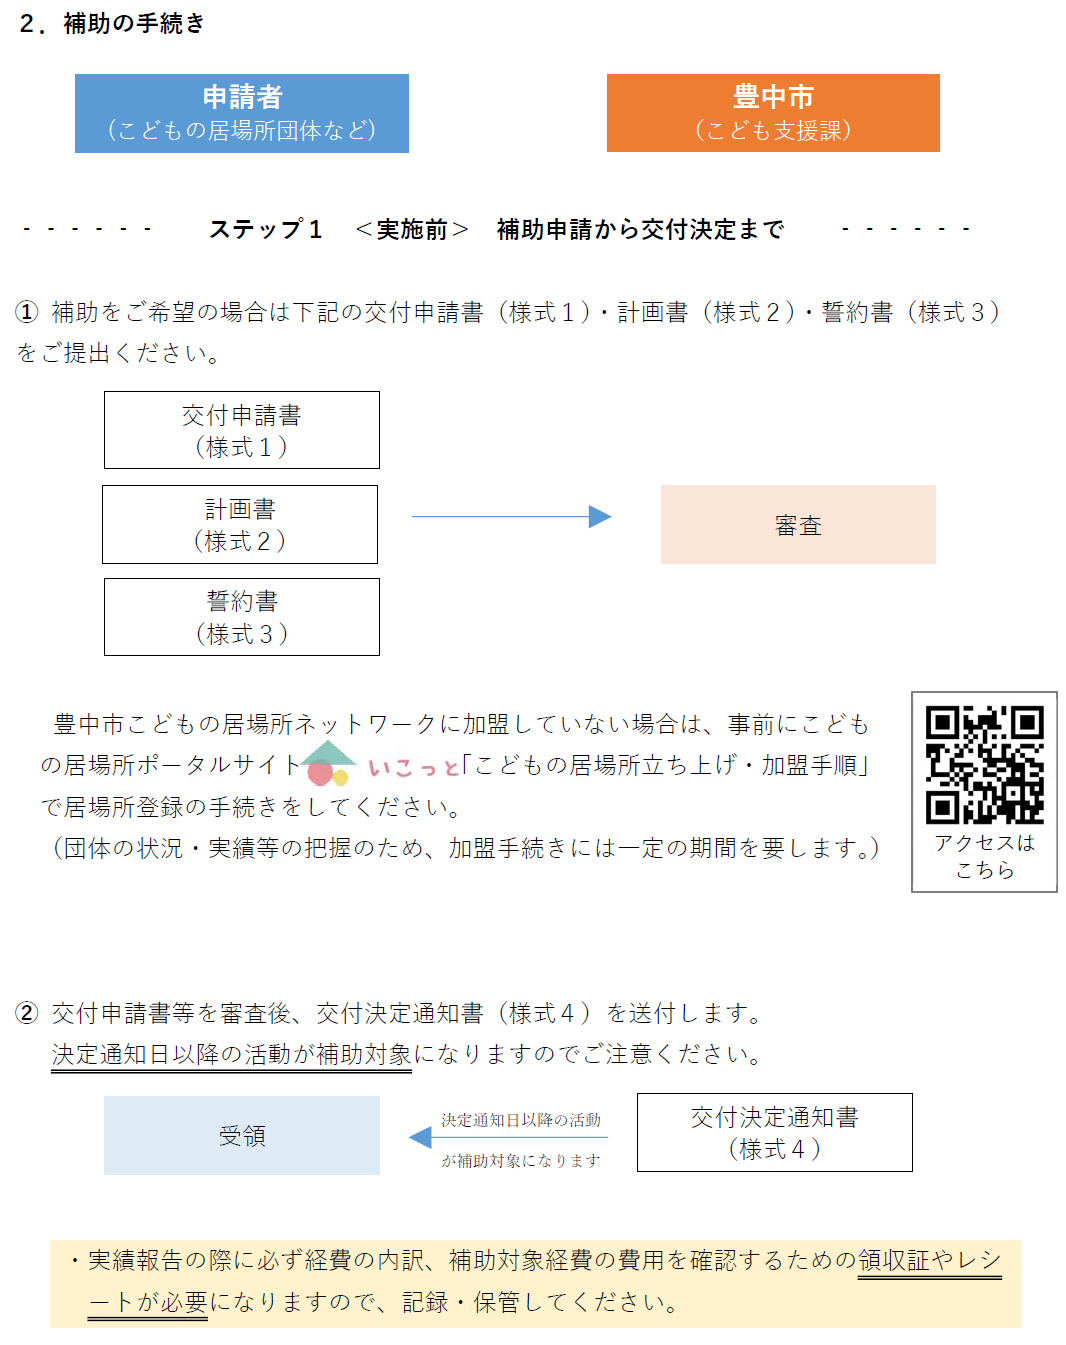 ２．補助の手続き
申請者
（こどもの居場所団体など）
豊中市
（こども支援課）
- - - - - -　ステップ１　＜実施前＞　補助申請から交付決定まで　- - - - - -
① 補助をご希望の場合は下記の交付申請書（様式１）・計画書（様式２）・誓約書（様式３）
をご提出ください。
交付申請書
（様式１）
計画書
（様式２）
誓約書
（様式３）
審査
豊中市こどもの居場所ネットワークに加盟していない場合は、事前にこども
の居場所ポータルサイト いこっと「こどもの居場所立ち上げ・加盟手順」
で居場所登録の手続きをしてください。
（団体の状況・実績等の把握のため、加盟手続きには一定の期間を要します。）
アクセスは
こちら
② 交付申請書等を審査後、交付決定通知書（様式４）を送付します。
決定通知日以降の活動が補助対象になりますのでご注意ください。
受領
決定通知日以降の活動
が補助対象になります
交付決定通知書
（様式４）
・実績報告の際に必ず経費の内訳、補助対象経費の費用を確認するための領収証やレシ
ートが必要になりますので、記録・保管してください。